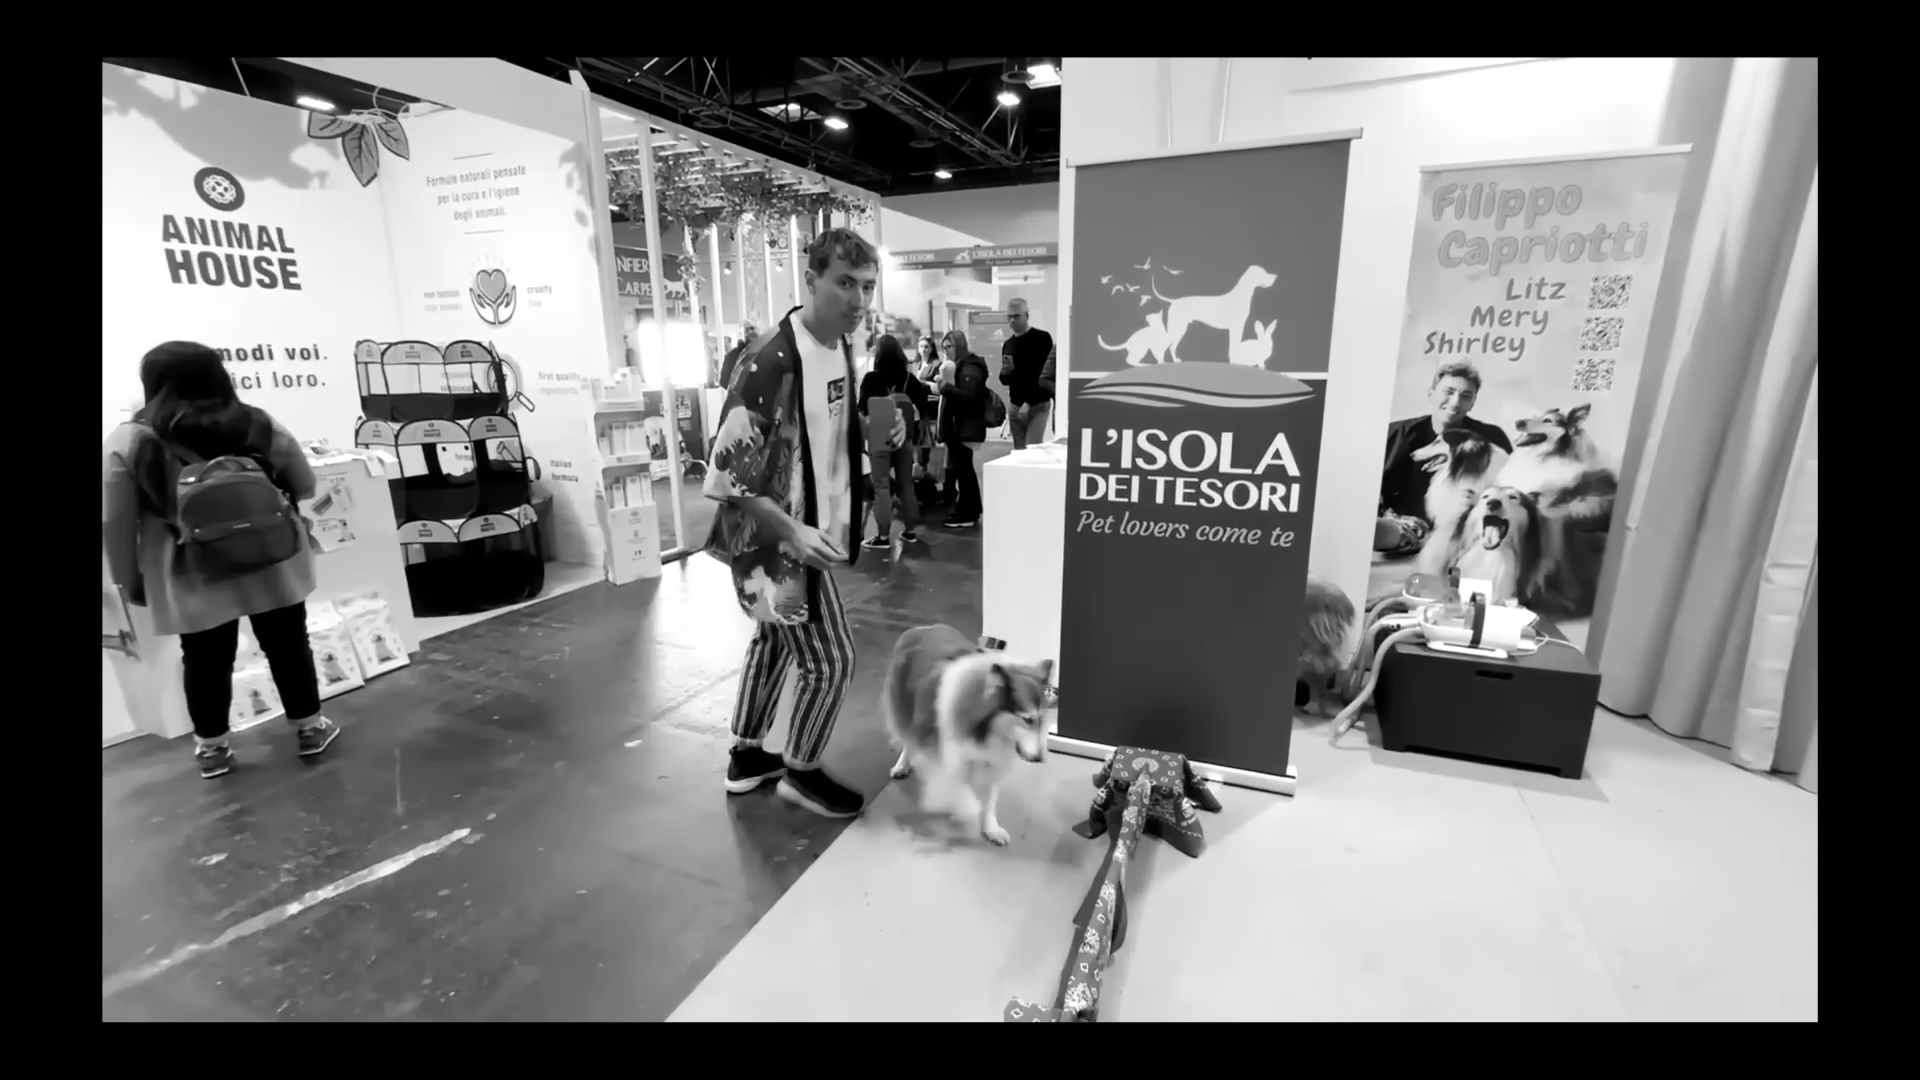 ANIMAL
HOUSE
modi voi.
ici loro.
Formule naturali pensate
per la cura e l'igiene
degli animali.
cruelty
free
first quality
ingredients
italian
formula
L'ISOLA DEI TESORI
L'ISOLA
DEI TESORI
Pet lovers come te
Filippo
Capriotti
Litz
Mery
Shirley